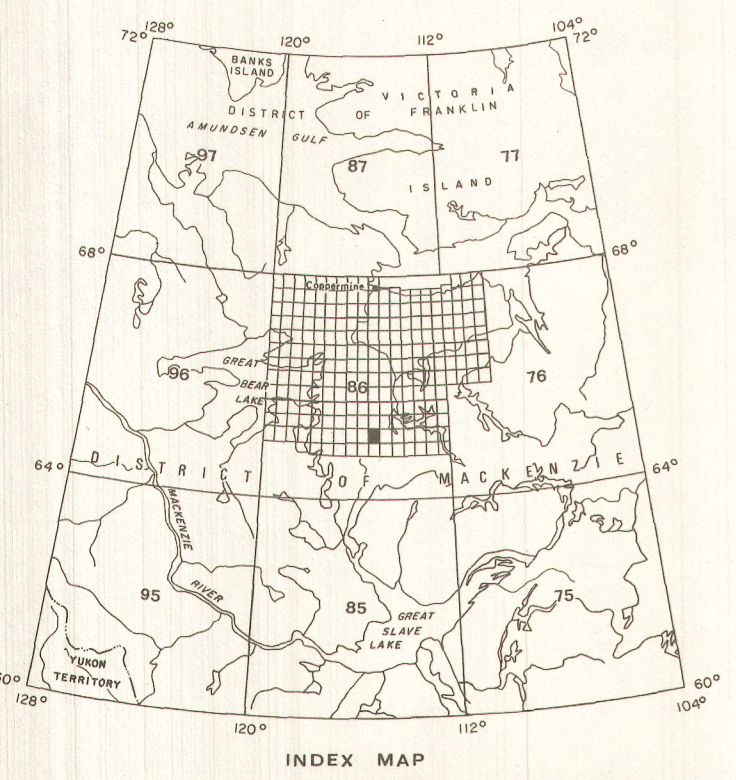 128°
104°
72°
120°
112°
72°
BANKS
ISLAND
VICTORIA
DISTRICT OF FRANKLIN
AMUNDSEN GULF
97
87
77
ISLAND
68°
68°
Coppermine
GREAT
BEAR
LAKE
96
86
76
64°
DISTRICT OF MACKENZIE
64°
MACKENZIE
RIVER
95
85
75
GREAT
SLAVE
LAKE
YUKON
TERRITORY
60°
128°
60°
104°
120°
112°
INDEX MAP